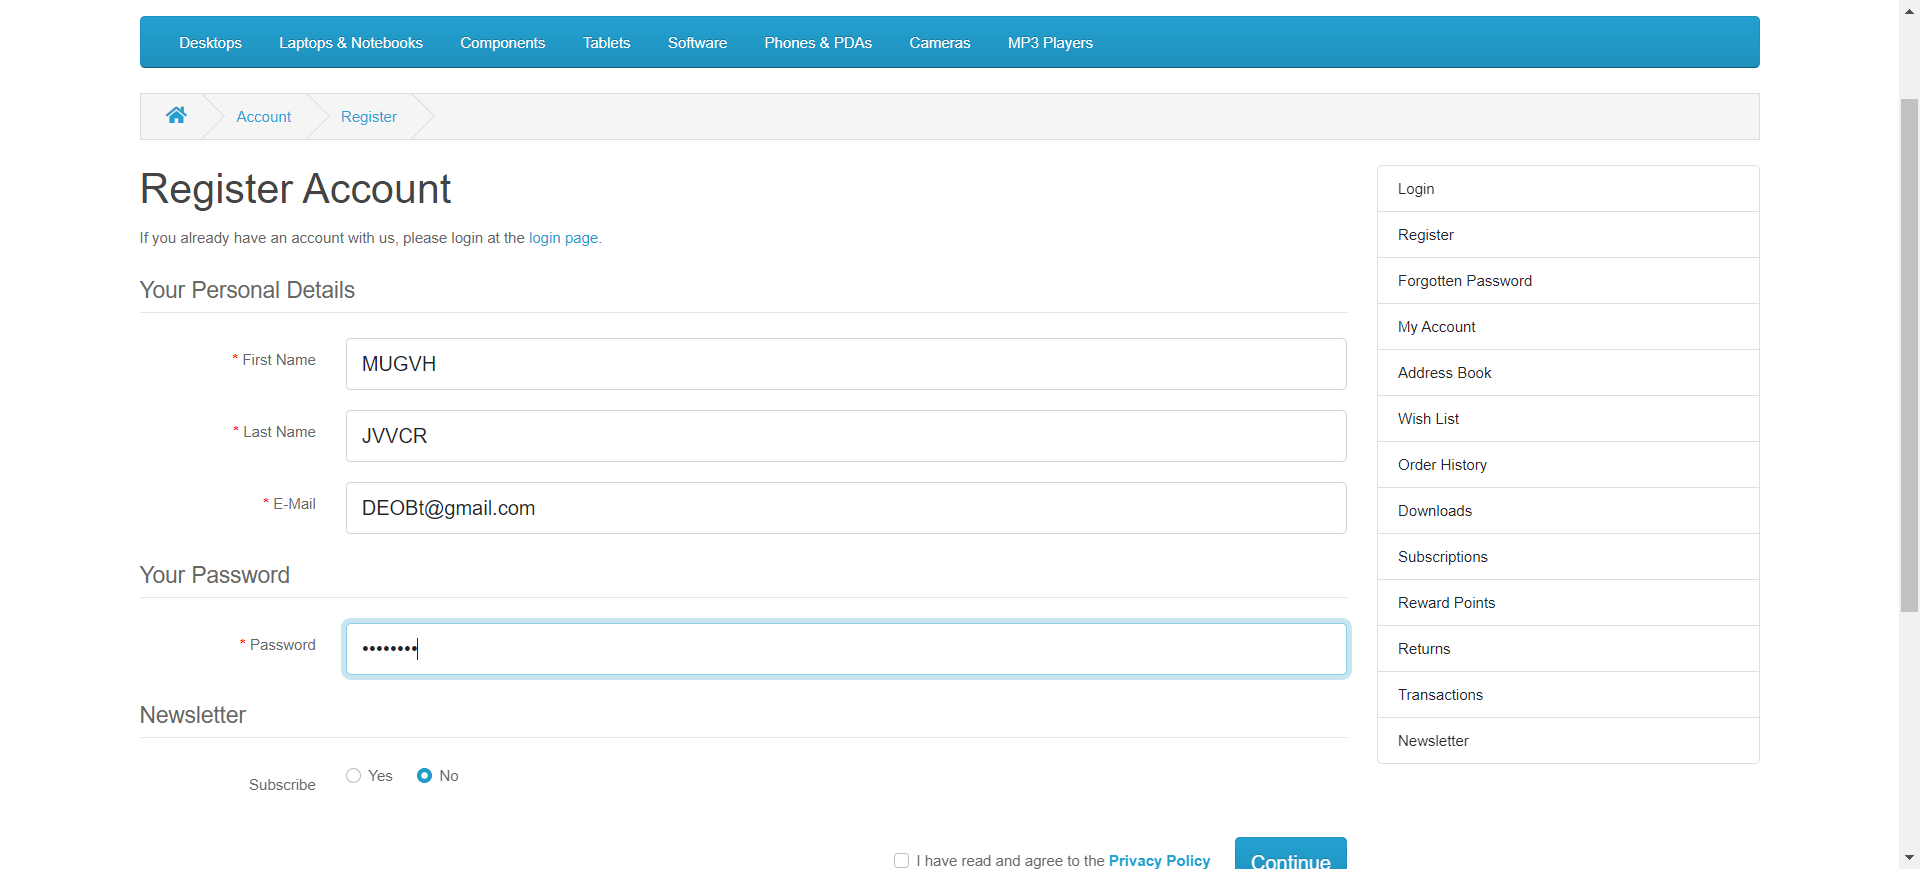 Desktops Laptops & Notebooks Components Tablets Software Phones & PDAs Cameras MP3 Players
Account Register
Register Account
If you already have an account with us, please login at the login page.
Your Personal Details
* First Name MUGVH
* Last Name JVVCR
* E-Mail DEOBt@gmail.com
Your Password
* Password ••••••••
Newsletter
Subscribe Yes No
I have read and agree to the Privacy Policy Continue
Login
Register
Forgotten Password
My Account
Address Book
Wish List
Order History
Downloads
Subscriptions
Reward Points
Returns
Transactions
Newsletter